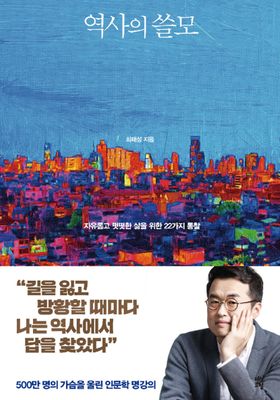 역사의 쓸모
최태성 지음
자유롭고 떳떳한 삶을 위한 22가지 통찰
“길을 잃고
방황할 때마다
나는 역사에서
답을 찾았다”
500만 명의 가슴을 울린 인문학 명강의